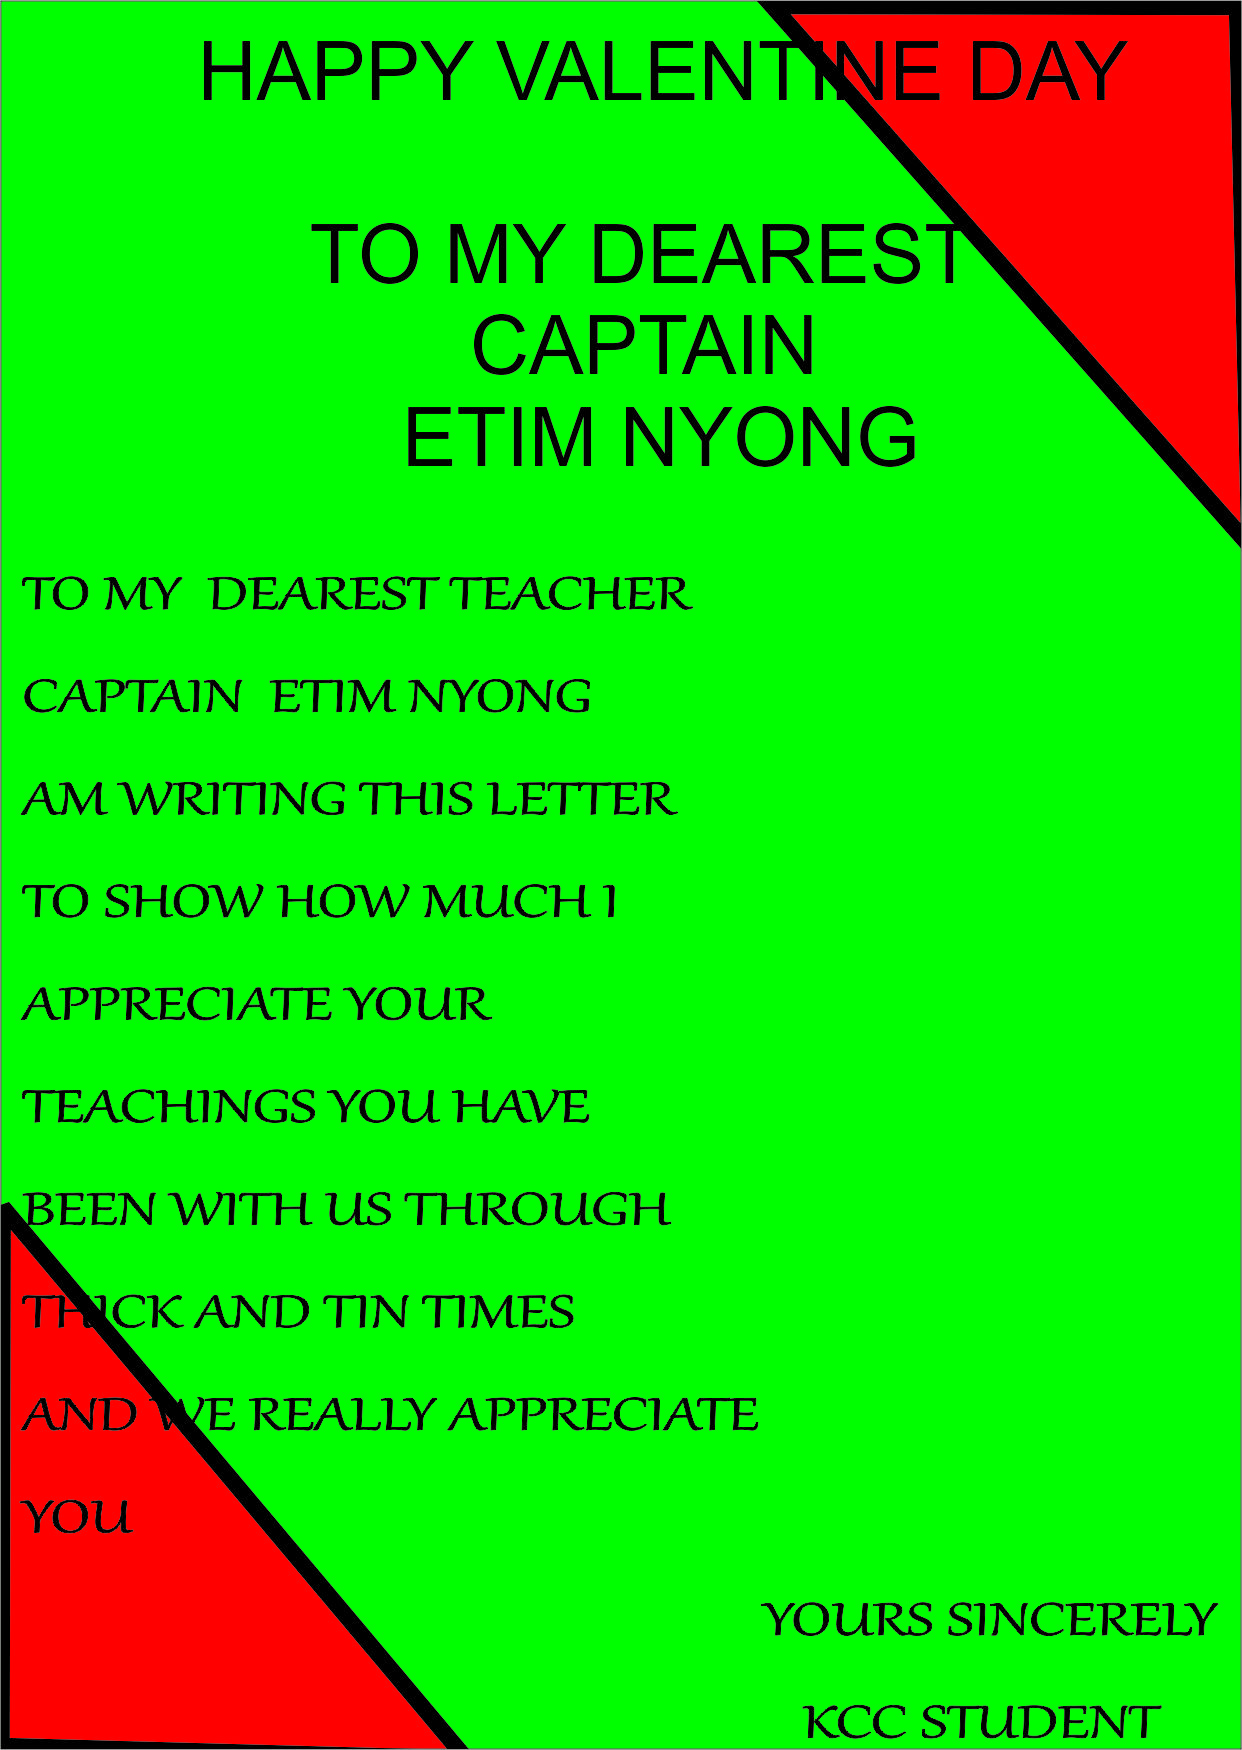 HAPPY VALENTINE DAY
TO MY DEAREST
CAPTAIN
ETIM NYONG
TO MY DEAREST TEACHER
CAPTAIN ETIM NYONG
AM WRITING THIS LETTER
TO SHOW HOW MUCH I
APPRECIATE YOUR
TEACHINGS YOU HAVE
BEEN WITH US THROUGH
THICK AND TIN TIMES
AND WE REALLY APPRECIATE
YOU
YOURS SINCERELY
KCC STUDENT